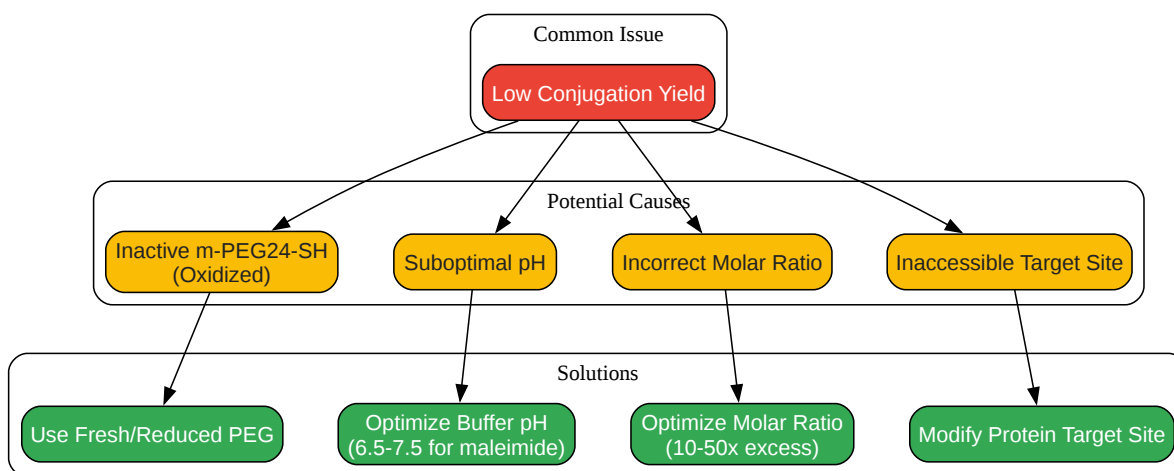 Common Issue
Low Conjugation Yield
Potential Causes
Inactive m-PEG24-SH
(Oxidized)
Suboptimal pH
Incorrect Molar Ratio
Inaccessible Target Site
Solutions
Use Fresh/Reduced PEG
Optimize Buffer pH
(6.5-7.5 for maleimide)
Optimize Molar Ratio
(10-50x excess)
Modify Protein Target Site